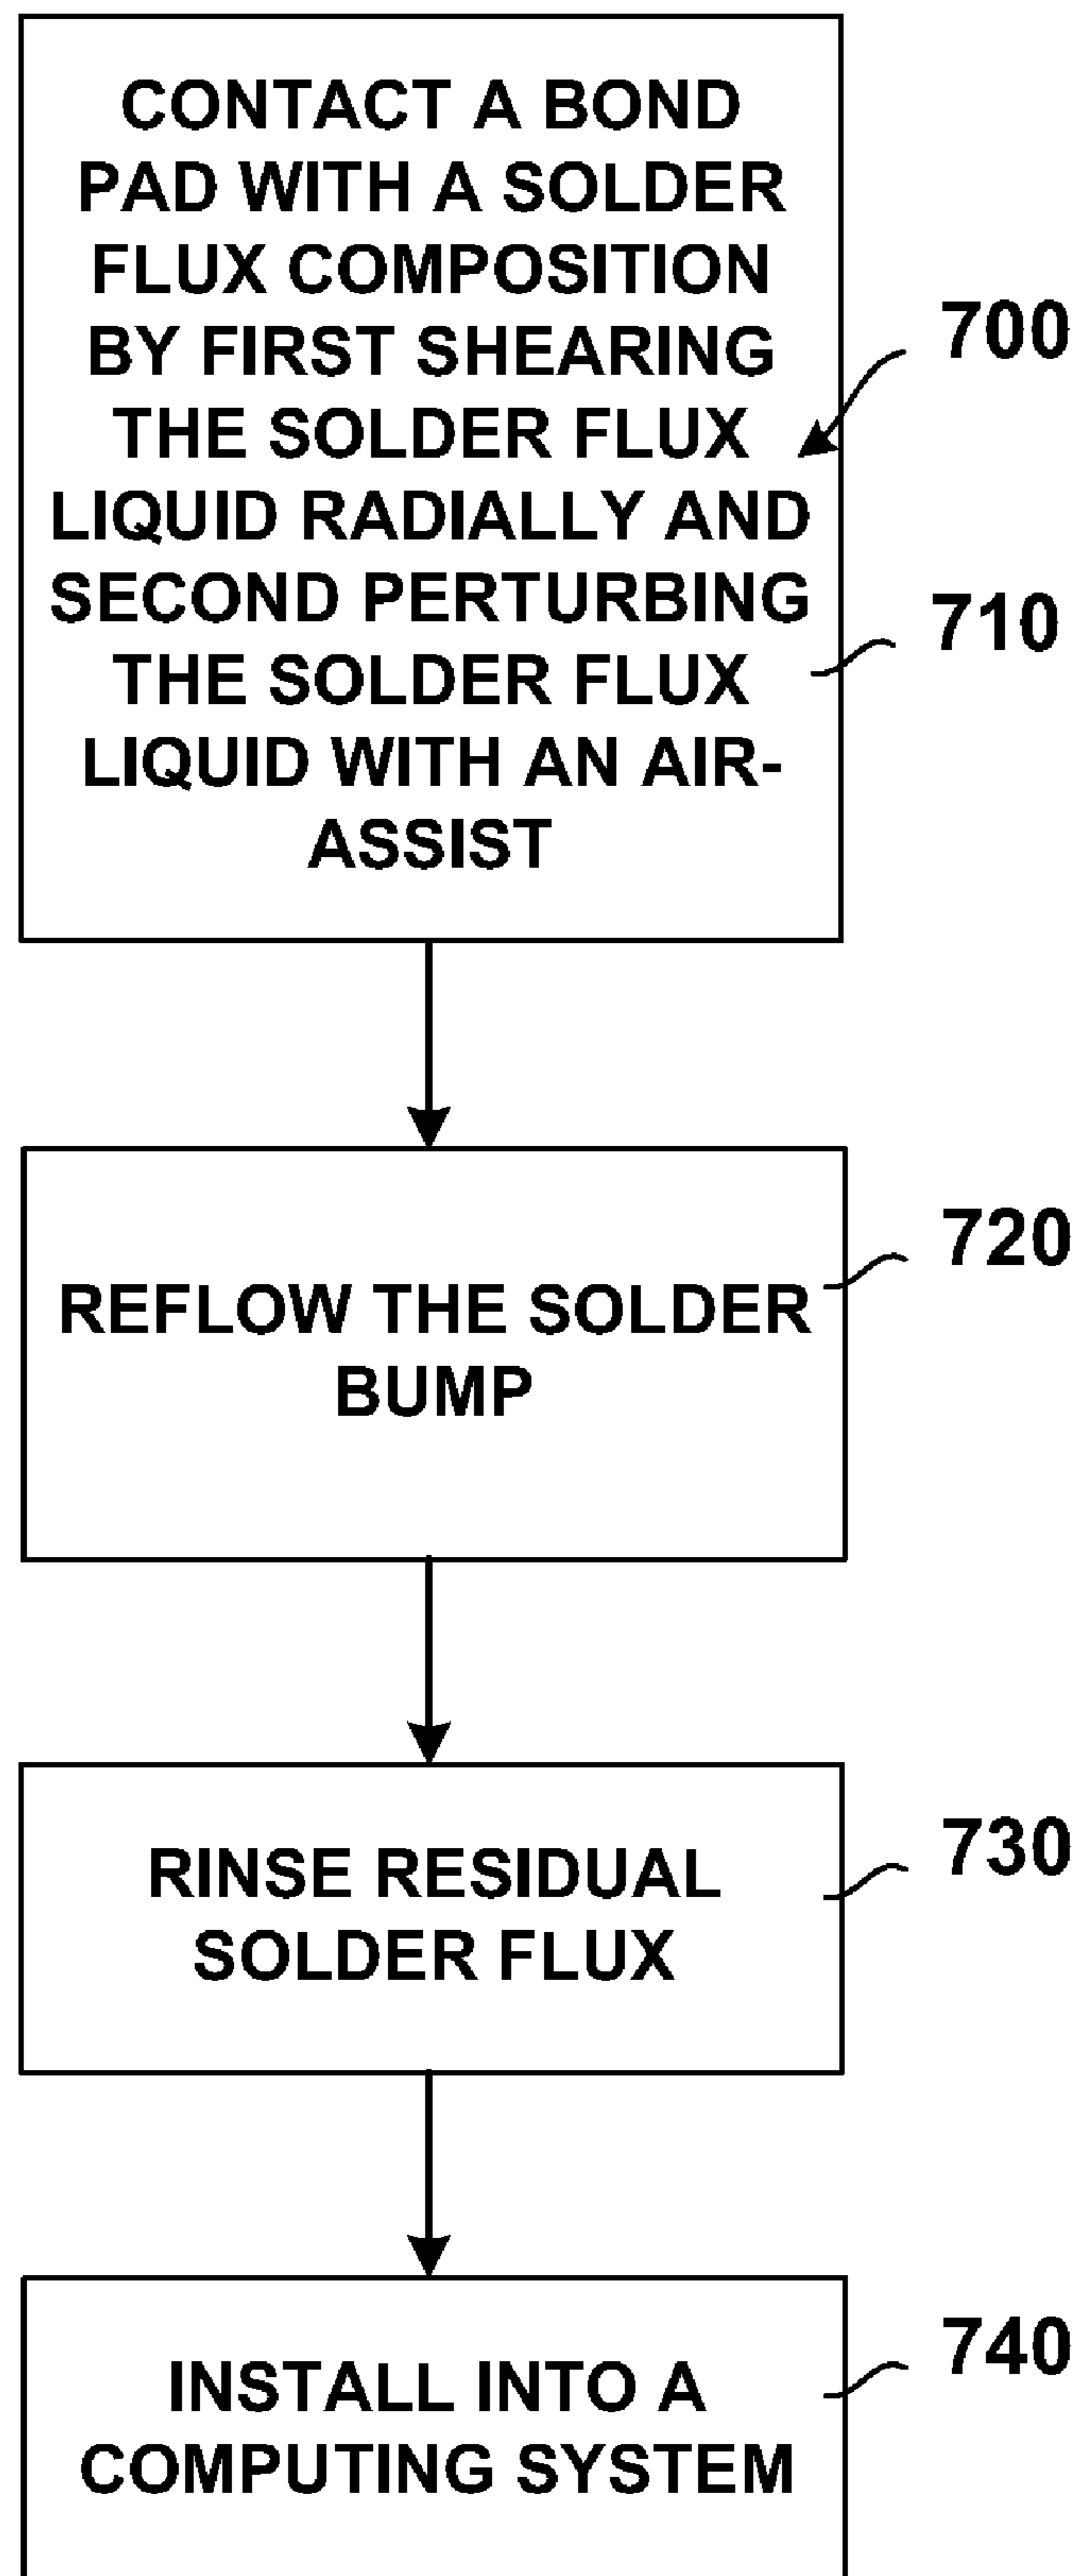 CONTACT A BOND
PAD WITH A SOLDER
FLUX COMPOSITION
BY FIRST SHEARING
THE SOLDER FLUX
LIQUID RADIALLY AND
SECOND PERTURBING
THE SOLDER FLUX
LIQUID WITH AN AIR-
ASSIST
700
710
REFLOW THE SOLDER
BUMP
720
RINSE RESIDUAL
SOLDER FLUX
730
INSTALL INTO A
COMPUTING SYSTEM
740